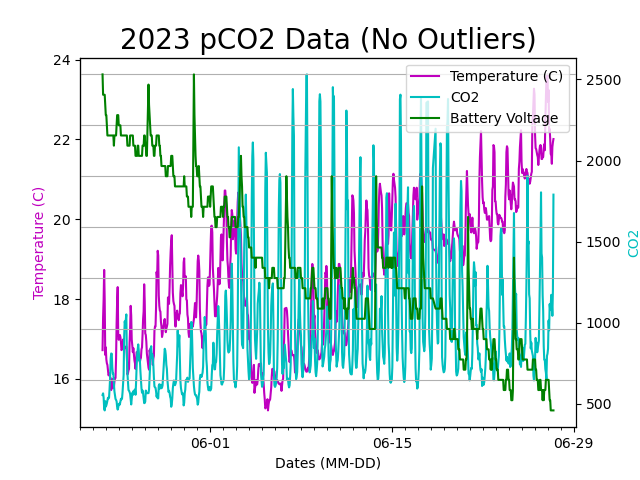 2023 pCO2 Data (No Outliers)
Temperature (C)
CO2
Battery Voltage
24
22
20
18
16
Temperature (C)
2500
2000
1500
1000
500
CO2
06-01
06-15
06-29
Dates (MM-DD)